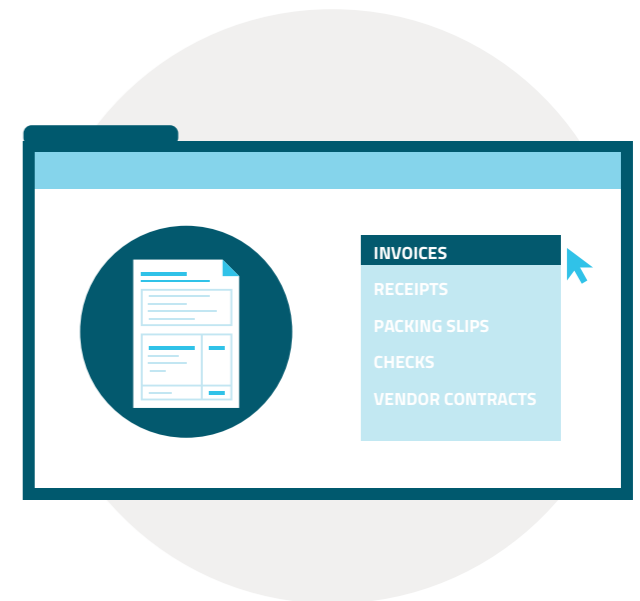 INVOICES
RECEIPTS
PACKING SLIPS
CHECKS
VENDOR CONTRACTS